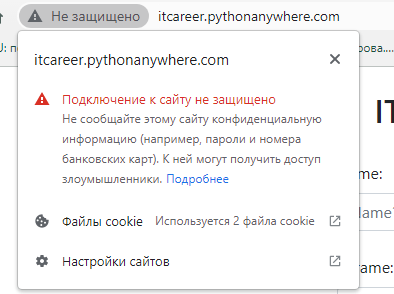 Не защищено itcareer.pythonanywhere.com
U: п
рова....
itcareer.pythonanywhere.com
Подключение к сайту не защищено
Не сообщайте этому сайту конфиденциальную
информацию (например, пароли и номера
банковских карт). К ней могут получить доступ
злоумышленники. Подробнее
Файлы cookie Используется 2 файла cookie
Настройки сайтов
IT
ame:
Name
rame: